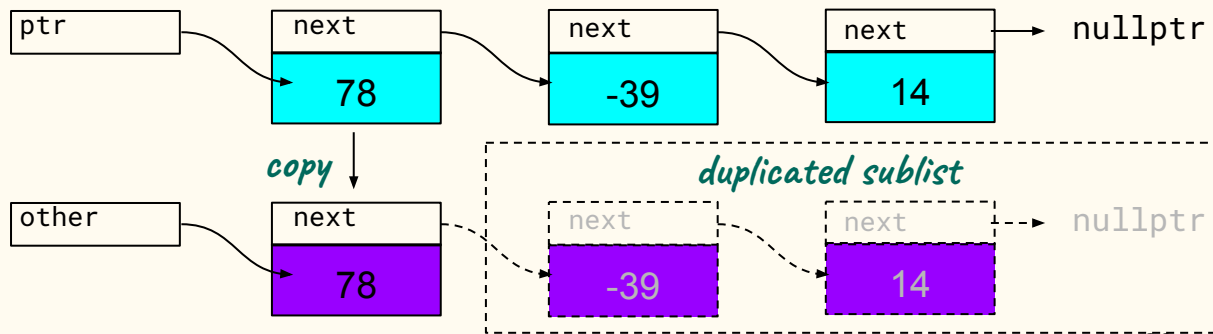 ptr
next
next
next
nullptr
78
-39
14
copy
duplicated sublist
other
next
next
next
nullptr
78
-39
14